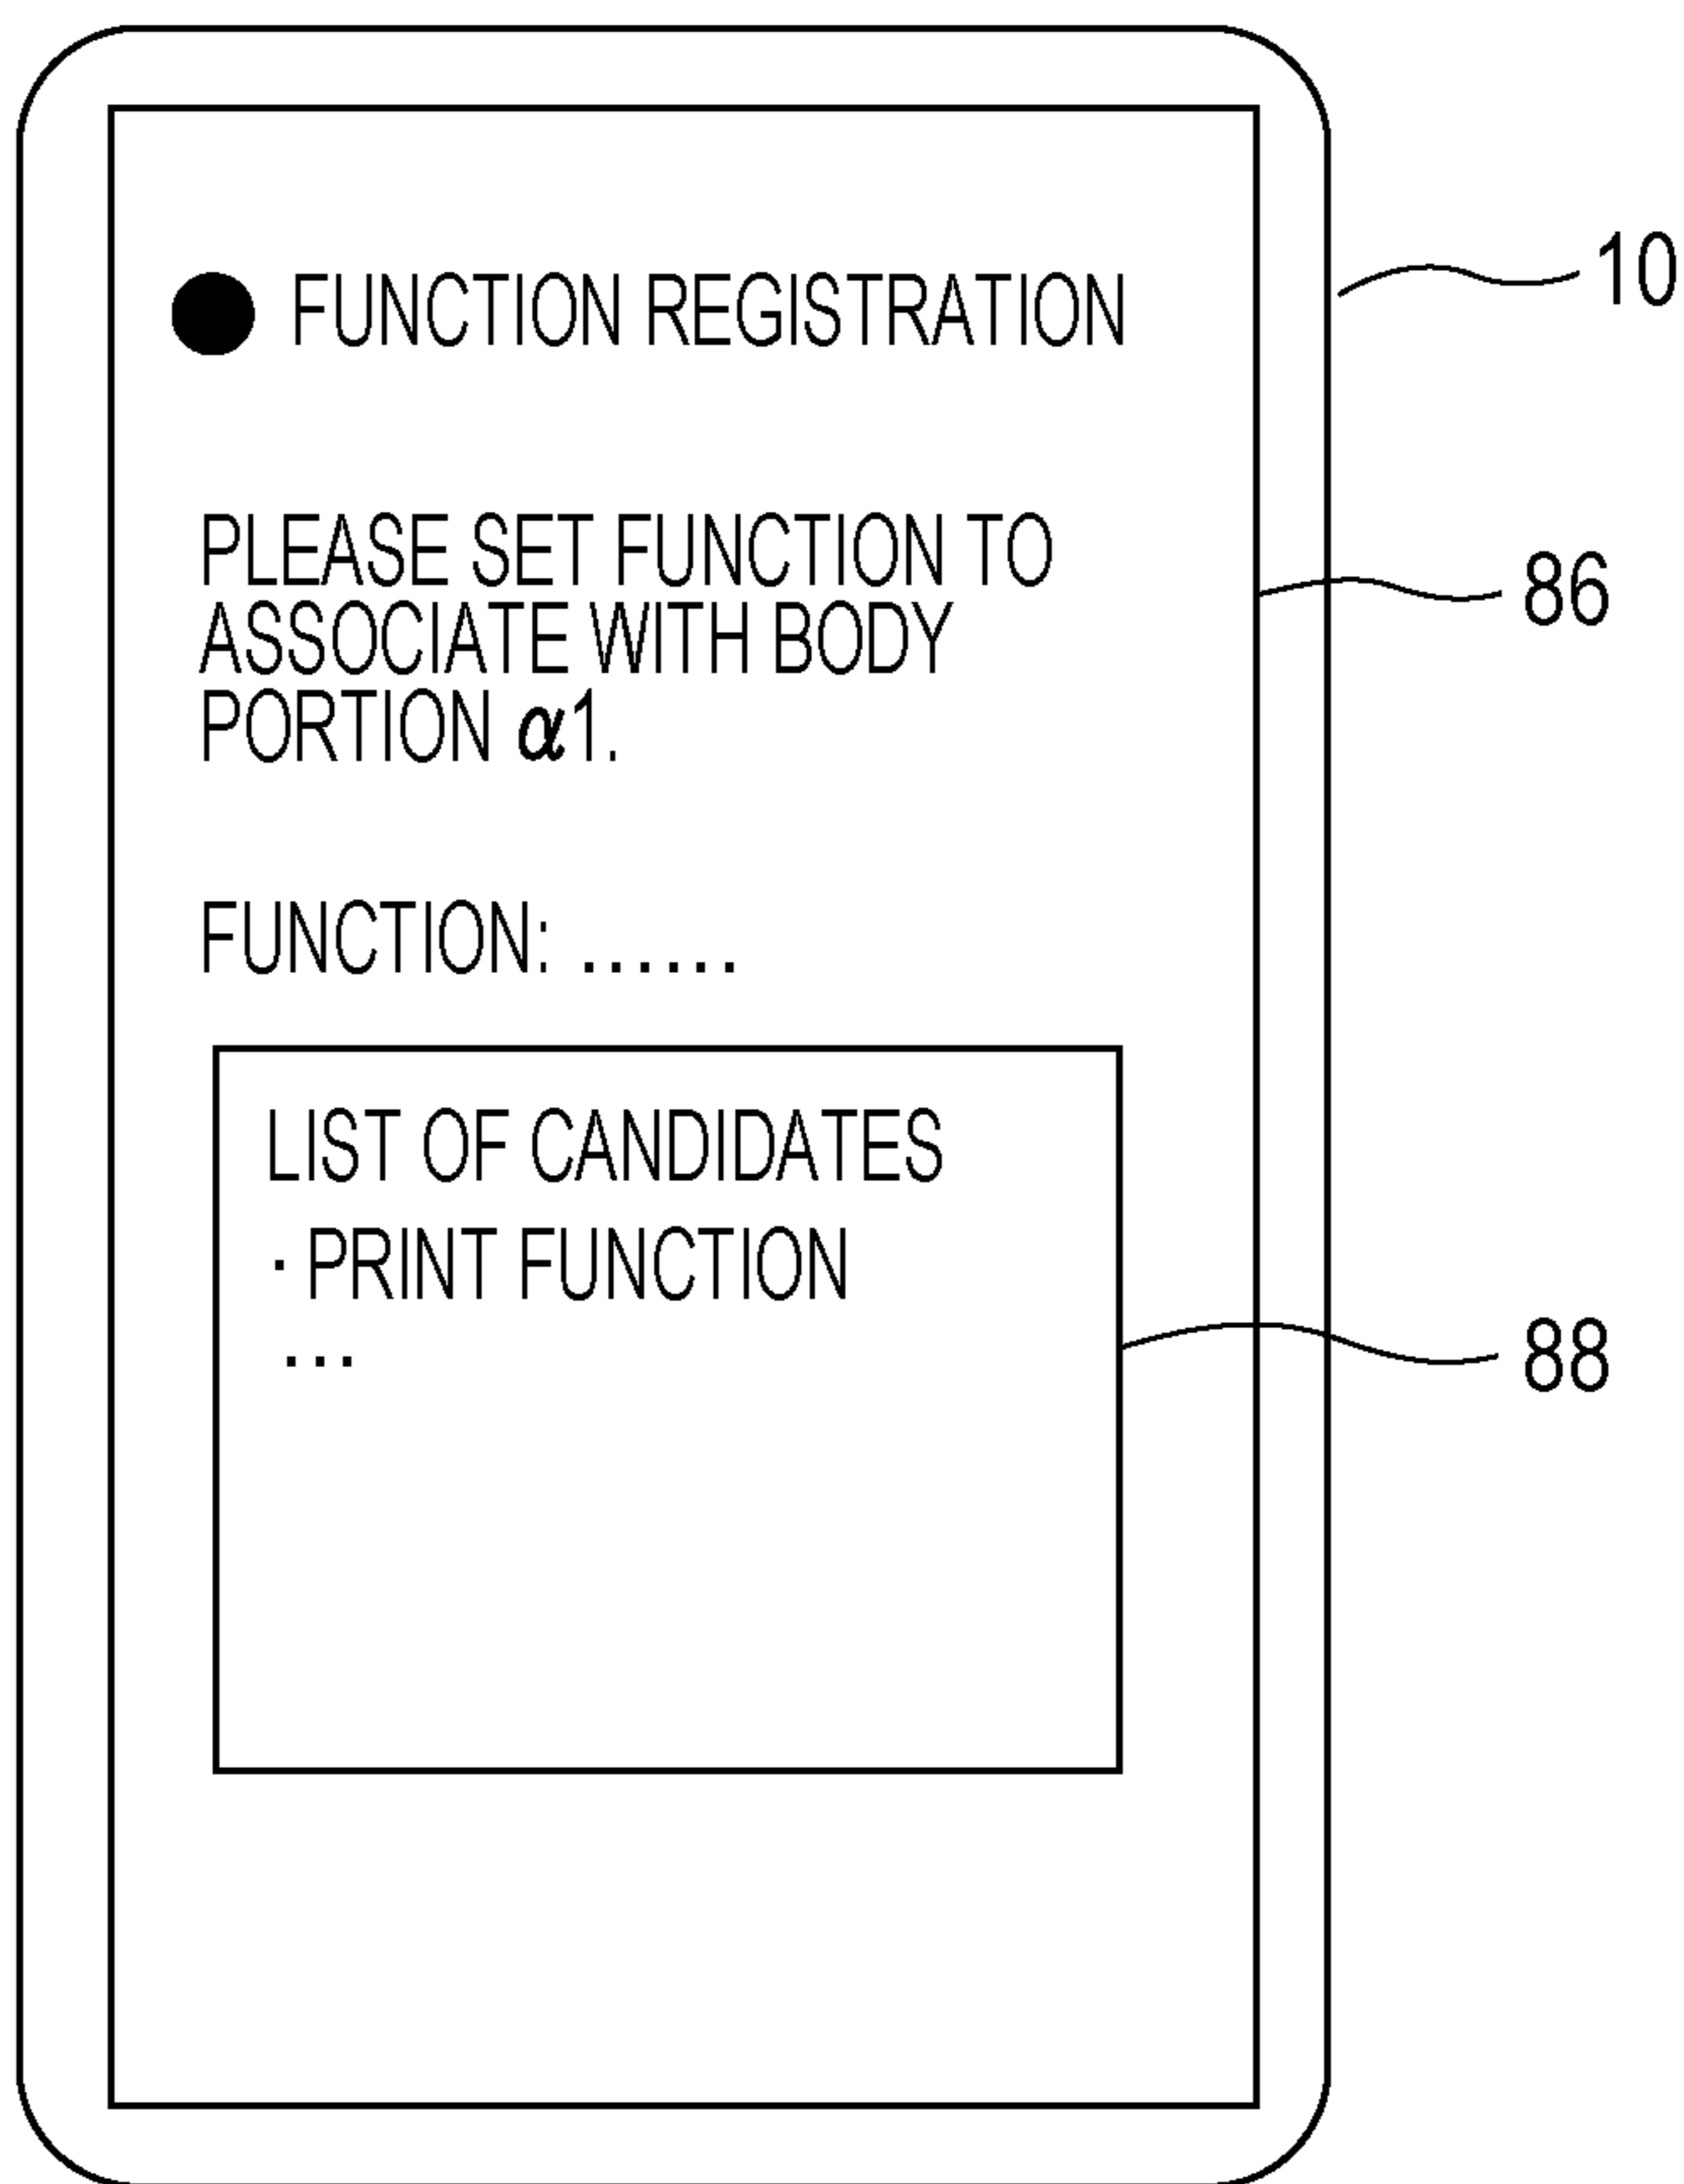 ● FUNCTION REGISTRATION
10
PLEASE SET FUNCTION TO
ASSOCIATE WITH BODY
PORTION α1.
86
FUNCTION: ......
LIST OF CANDIDATES
· PRINT FUNCTION
...
88